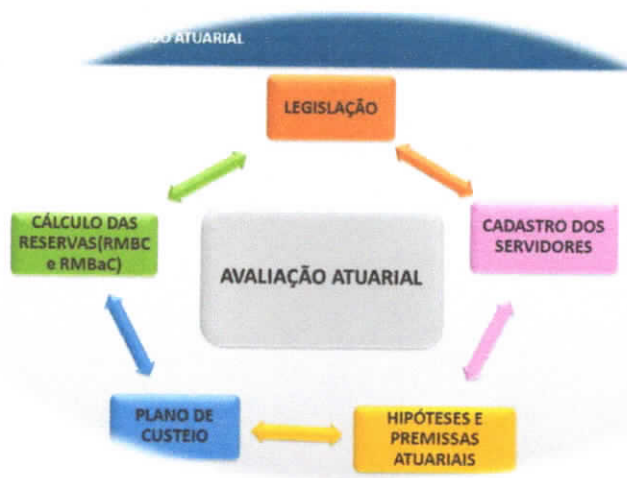 ATUARIAL
LEGISLAÇÃO
CÁLCULO DAS
RESERVAS(RMBC
e RMBaC)
CADASTRO DOS
SERVIDORES
AVALIAÇÃO ATUARIAL
PLANO DE
CUSTEIO
HIPÓTESES E
PREMISSAS
ATUARIAIS